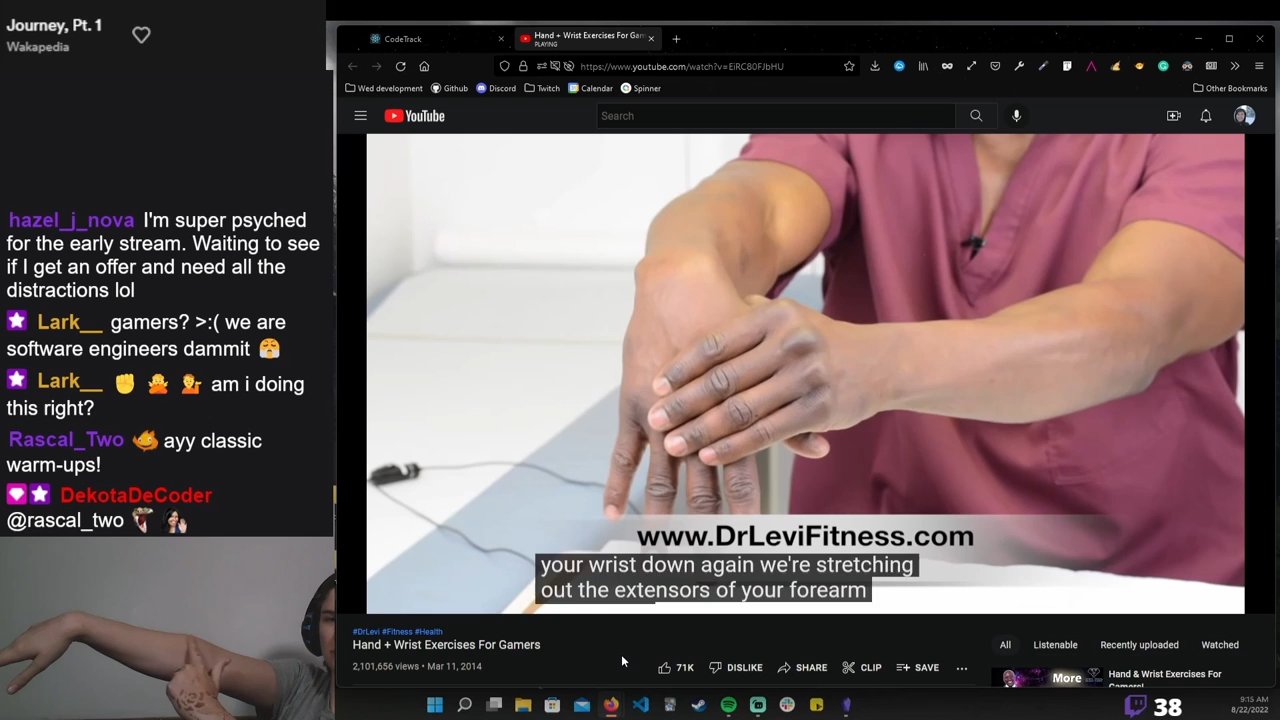 Journey, Pt. 1
Wakapedia
hazel_j_nova I'm super psyched
for the early stream. Waiting to see
if I get an offer and need all the
distractions lol
Lark__ gamers? >:( we are
software engineers dammit
Lark__ am i doing
this right?
Rascal_Two ayy classic
warm-ups!
DekotaDeCoder
@rascal_two
CodeTrack
Hand + Wrist Exercises For Gam
PLAYING
https://www.youtube.com/watch?v=EiRC80FJbHU
Wed development
Github
Discord
Twitch
Calendar
Spinner
Other Bookmarks
YouTube
Search
www.DrLeviFitness.com
your wrist down again we're stretching
out the extensors of your forearm
#DrLevi #Fitness #Health
Hand + Wrist Exercises For Gamers
2,101,656 views • Mar 11, 2014
71K
DISLIKE
SHARE
CLIP
SAVE
All
Listenable
Recently uploaded
Watched
More
Hand & Wrist Exercises For
38
9:15 AM
8/22/2022